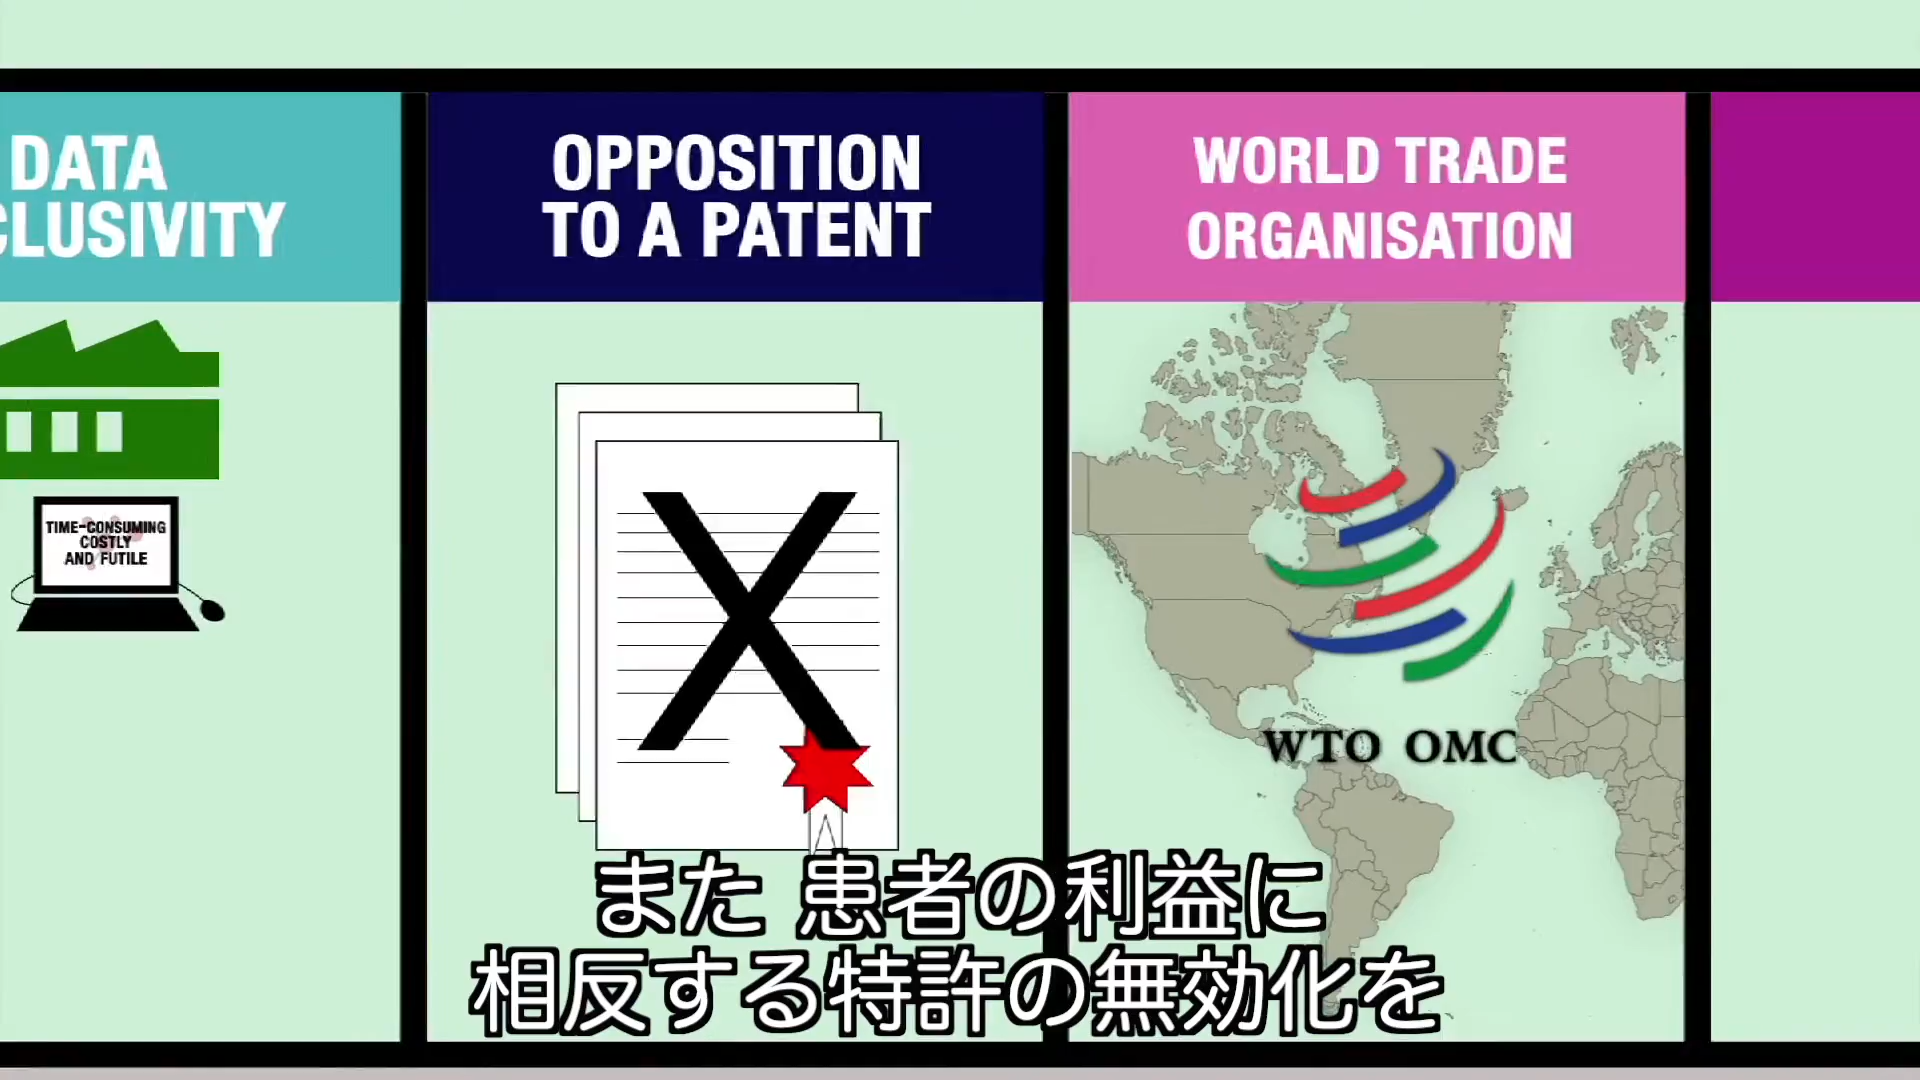 DATA
CLUSIVITY
TIME-CONSUMING
COSTLY
AND FUTILE
OPPOSITION
TO A PATENT
X
WORLD TRADE
ORGANISATION
WTO OMC
また 患者の利益に
相反する特許の無効化を